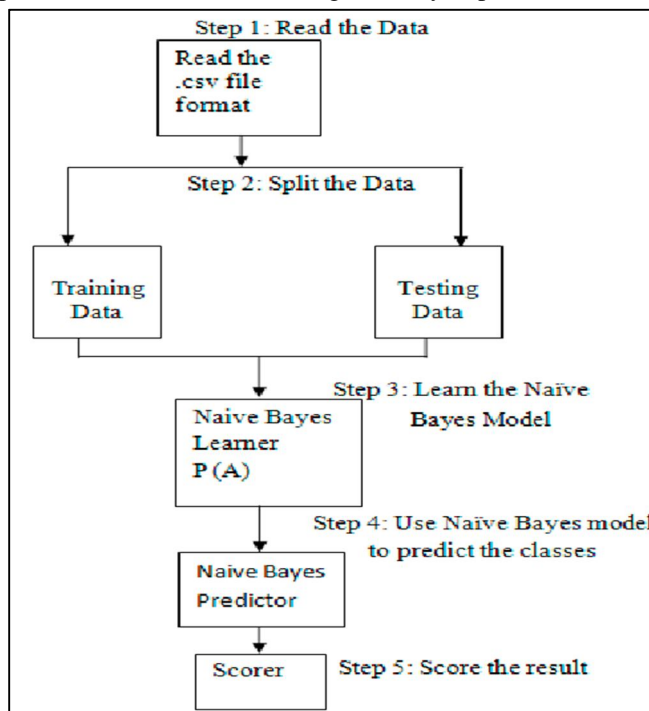 Step 1: Read the Data
Read the
.csv file
format
Step 2: Split the Data
Training
Data
Testing
Data
Step 3: Learn the Naïve
Bayes Model
Naive Bayes
Learner
P (A)
Step 4: Use Naïve Bayes model
to predict the classes
Naive Bayes
Predictor
Scorer
Step 5: Score the result